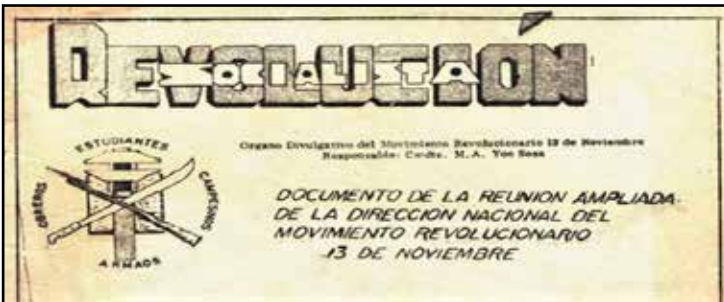 REVOLUCIÓN
SOCIALISTA
Organo Divulgativo del Movimiento Revolucionario 13 de Noviembre
Responsable: Cmdte. M.A. Yon Sosa
ESTUDIANTES
OBREROS
CAMPESINOS
ARMAOS
DOCUMENTO DE LA REUNION AMPLIADA
DE LA DIRECCION NACIONAL DEL
MOVIMIENTO REVOLUCIONARIO
13 DE NOVIEMBRE